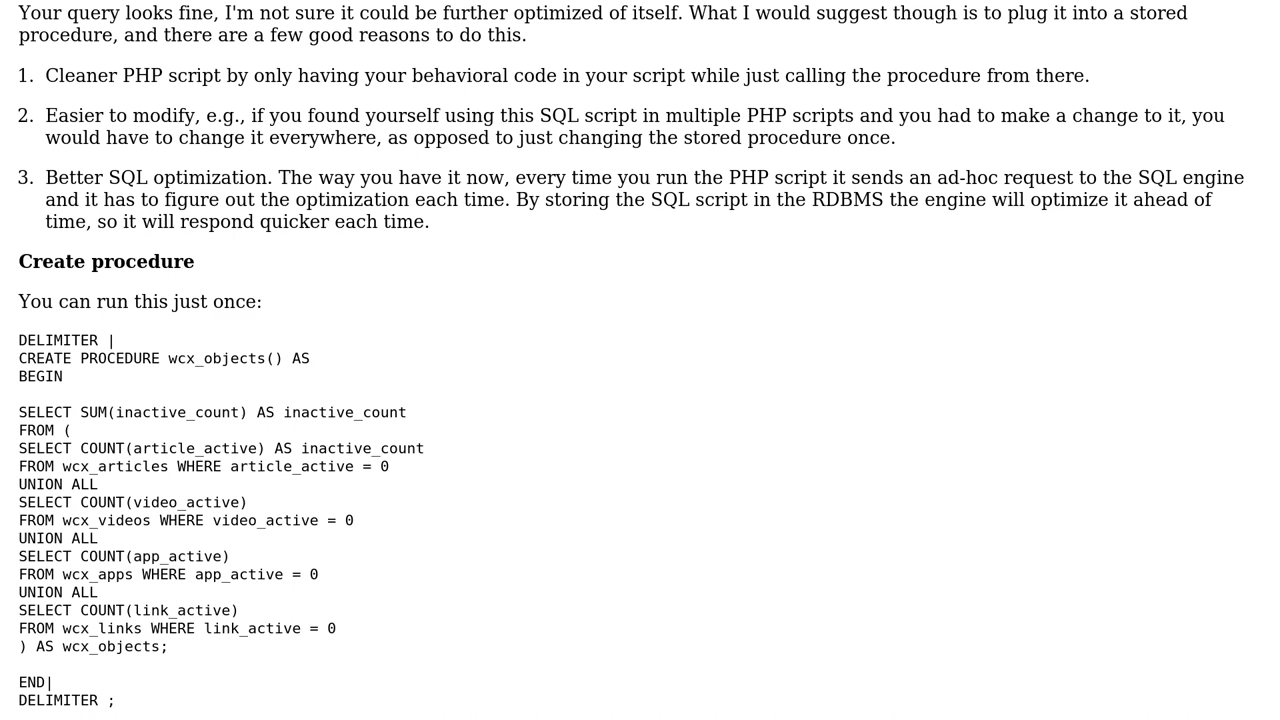 Your query looks fine, I'm not sure it could be further optimized of itself. What I would suggest though is to plug it into a stored
procedure, and there are a few good reasons to do this.
1. Cleaner PHP script by only having your behavioral code in your script while just calling the procedure from there.
2. Easier to modify, e.g., if you found yourself using this SQL script in multiple PHP scripts and you had to make a change to it, you
would have to change it everywhere, as opposed to just changing the stored procedure once.
3. Better SQL optimization. The way you have it now, every time you run the PHP script it sends an ad-hoc request to the SQL engine
and it has to figure out the optimization each time. By storing the SQL script in the RDBMS the engine will optimize it ahead of
time, so it will respond quicker each time.
Create procedure
You can run this just once:
DELIMITER |
CREATE PROCEDURE wcx_objects() AS
BEGIN
SELECT SUM(inactive_count) AS inactive_count
FROM (
SELECT COUNT(article_active) AS inactive_count
FROM wcx_articles WHERE article_active = 0
UNION ALL
SELECT COUNT(video_active)
FROM wcx_videos WHERE video_active = 0
UNION ALL
SELECT COUNT(app_active)
FROM wcx_apps WHERE app_active = 0
UNION ALL
SELECT COUNT(link_active)
FROM wcx_links WHERE link_active = 0
) AS wcx_objects;
END|
DELIMITER ;